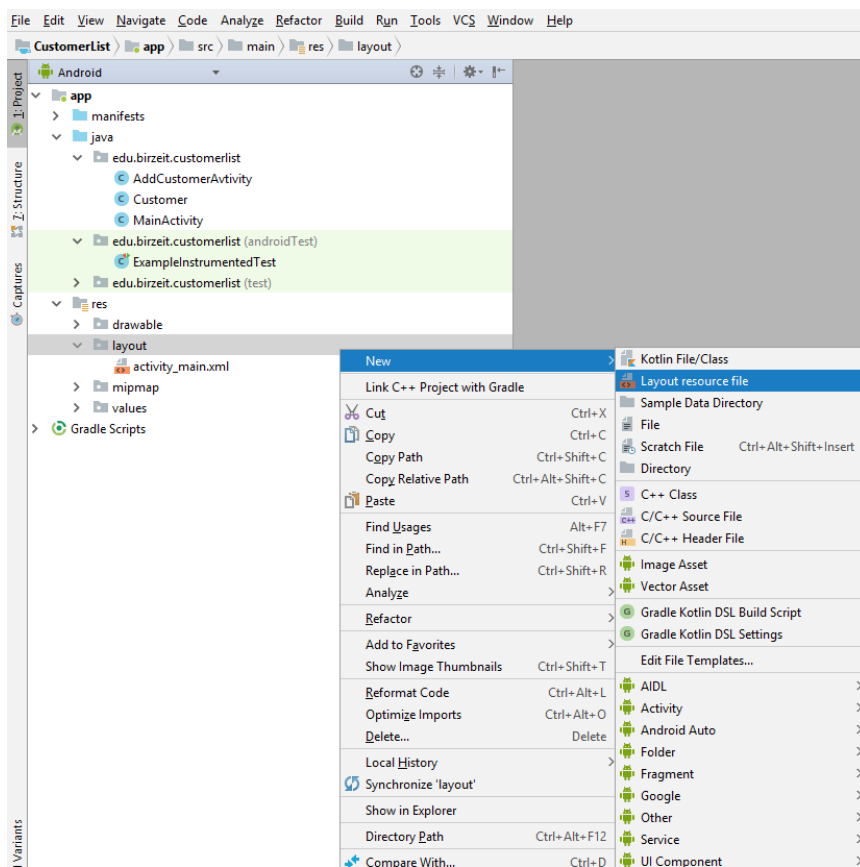 File Edit View Navigate Code Analyze Refactor Build Run Tools VCS Window Help
CustomerList app src main res layout
Android
1: Project
7: Structure
Captures
app
manifests
java
edu.birzeit.customerlist
AddCustomerAvtivity
Customer
MainActivity
edu.birzeit.customerlist (androidTest)
ExampleInstrumentedTest
edu.birzeit.customerlist (test)
res
drawable
layout
activity_main.xml
mipmap
values
Gradle Scripts
New
Link C++ Project with Gradle
Cut Ctrl+X
Copy Ctrl+C
Copy Path Ctrl+Shift+C
Copy Relative Path Ctrl+Alt+Shift+C
Paste Ctrl+V
Find Usages Alt+F7
Find in Path... Ctrl+Shift+F
Replace in Path... Ctrl+Shift+R
Analyze
Refactor
Add to Favorites
Show Image Thumbnails Ctrl+Shift+T
Reformat Code Ctrl+Alt+L
Optimize Imports Ctrl+Alt+O
Delete... Delete
Local History
Synchronize 'layout'
Show in Explorer
Directory Path Ctrl+Alt+F12
Compare With... Ctrl+D
Kotlin File/Class
Layout resource file
Sample Data Directory
File
Scratch File Ctrl+Alt+Shift+Insert
Directory
S C++ Class
C++ C/C++ Source File
H C/C++ Header File
Image Asset
Vector Asset
G Gradle Kotlin DSL Build Script
G Gradle Kotlin DSL Settings
Edit File Templates...
AIDL
Activity
Android Auto
Folder
Fragment
Google
Other
Service
UI Component
Variants